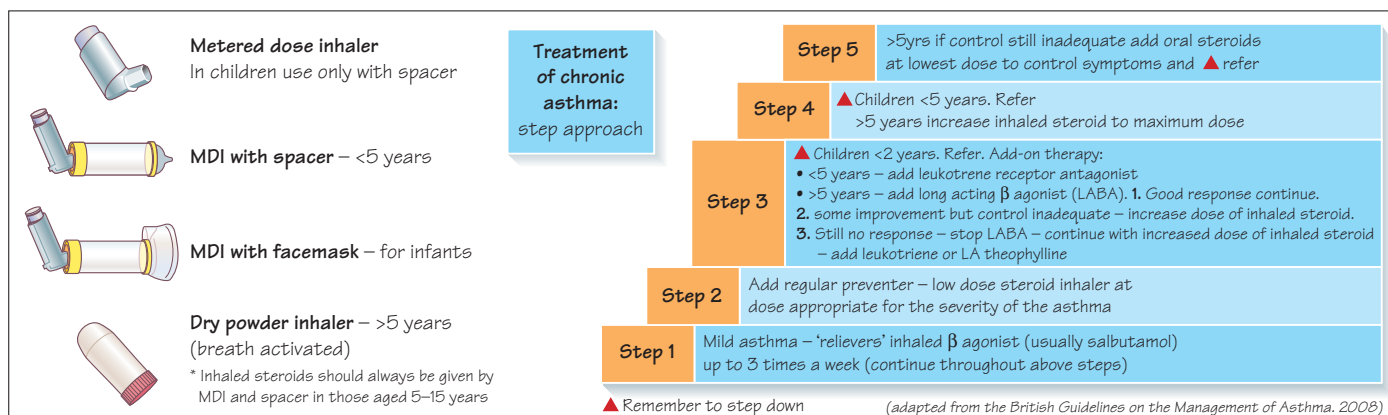 Metered dose inhaler
In children use only with spacer
MDI with spacer – <5 years
MDI with facemask – for infants
Dry powder inhaler – >5 years
(breath activated)
* Inhaled steroids should always be given by
MDI and spacer in those aged 5–15 years
Treatment
of chronic
asthma:
step approach
Step 5
>5yrs if control still inadequate add oral steroids
at lowest dose to control symptoms and ▲ refer
Step 4
▲ Children <5 years. Refer
>5 years increase inhaled steroid to maximum dose
Step 3
▲ Children <2 years. Refer. Add-on therapy:
• <5 years – add leukotrene receptor antagonist
• >5 years – add long acting β agonist (LABA). 1. Good response continue.
2. some improvement but control inadequate – increase dose of inhaled steroid.
3. Still no response – stop LABA – continue with increased dose of inhaled steroid
– add leukotriene or LA theophylline
Step 2
Add regular preventer – low dose steroid inhaler at
dose appropriate for the severity of the asthma
Step 1
Mild asthma – ‘relievers’ inhaled β agonist (usually salbutamol)
up to 3 times a week (continue throughout above steps)
▲ Remember to step down
(adapted from the British Guidelines on the Management of Asthma. 2008)